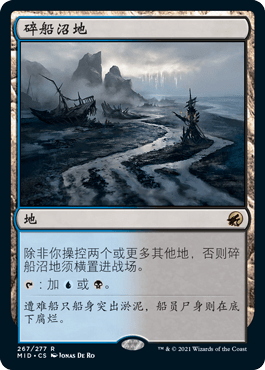 碎船沼地
地
除非你操控两个或更多其他地，否则碎
船沼地须横置进战场。
：加或。
遭难船只船身突出淤泥，船员尸身则在底
下腐烂。
267/277 R
MID • CS JONAS DE RO
™ & © 2021 Wizards of the Coast